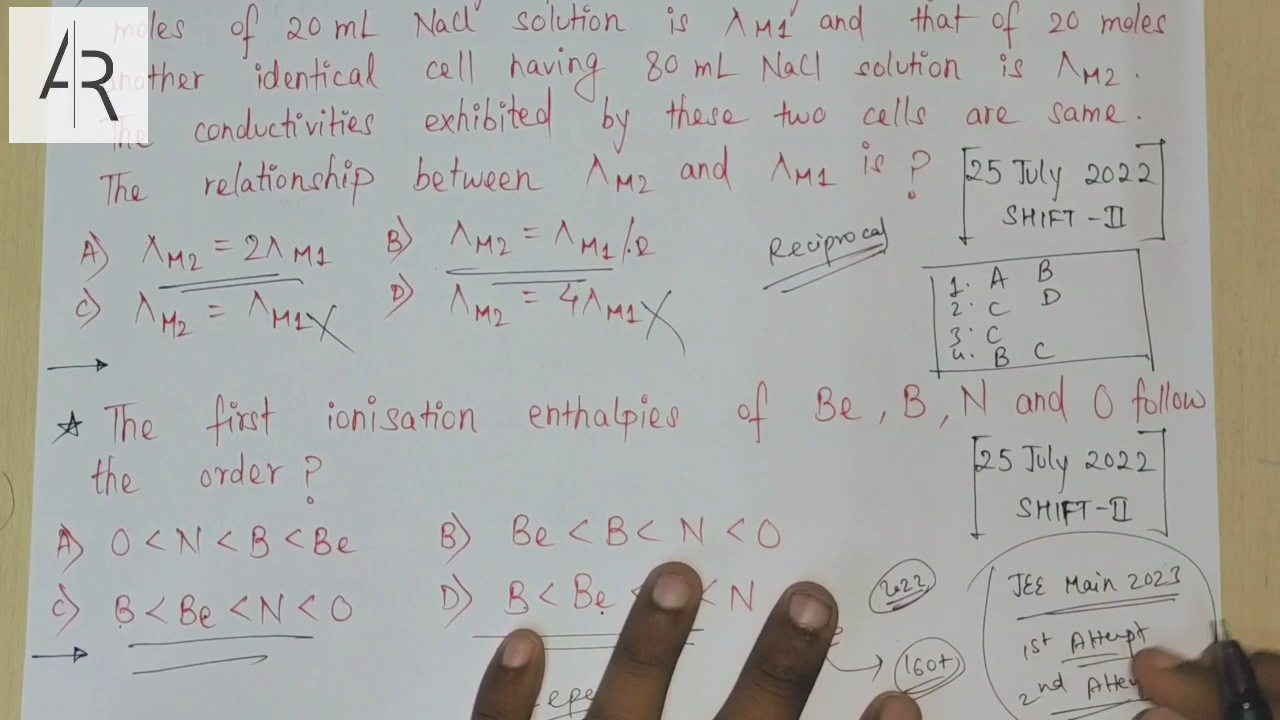 AR
moles of 20 mL NaCl solution is λM1 and that of 20 moles
another identical cell having 80 mL NaCl solution is ΛM2.
The conductivities exhibited by these two cells are same.
The relationship between ΛM2 and ΛM1 is ?
[25 July 2022
SHIFT-II]
A) λM2 = 2λM1 B) ΛM2 = ΛM1/2
C) ΛM2 = ΛM1 X D) ΛM2 = 4ΛM1 X
Reciprocal
1. A B
2. C D
3. C
4. B C
☆ The first ionisation enthalpies of Be, B, N and O follow
the order ?
[25 July 2022
SHIFT-II]
A) O < N < B < Be B) Be < B < N < O
C) B < Be < N < O D) B < Be < N
2022
160+
JEE Main 2023
1st Attempt
2nd